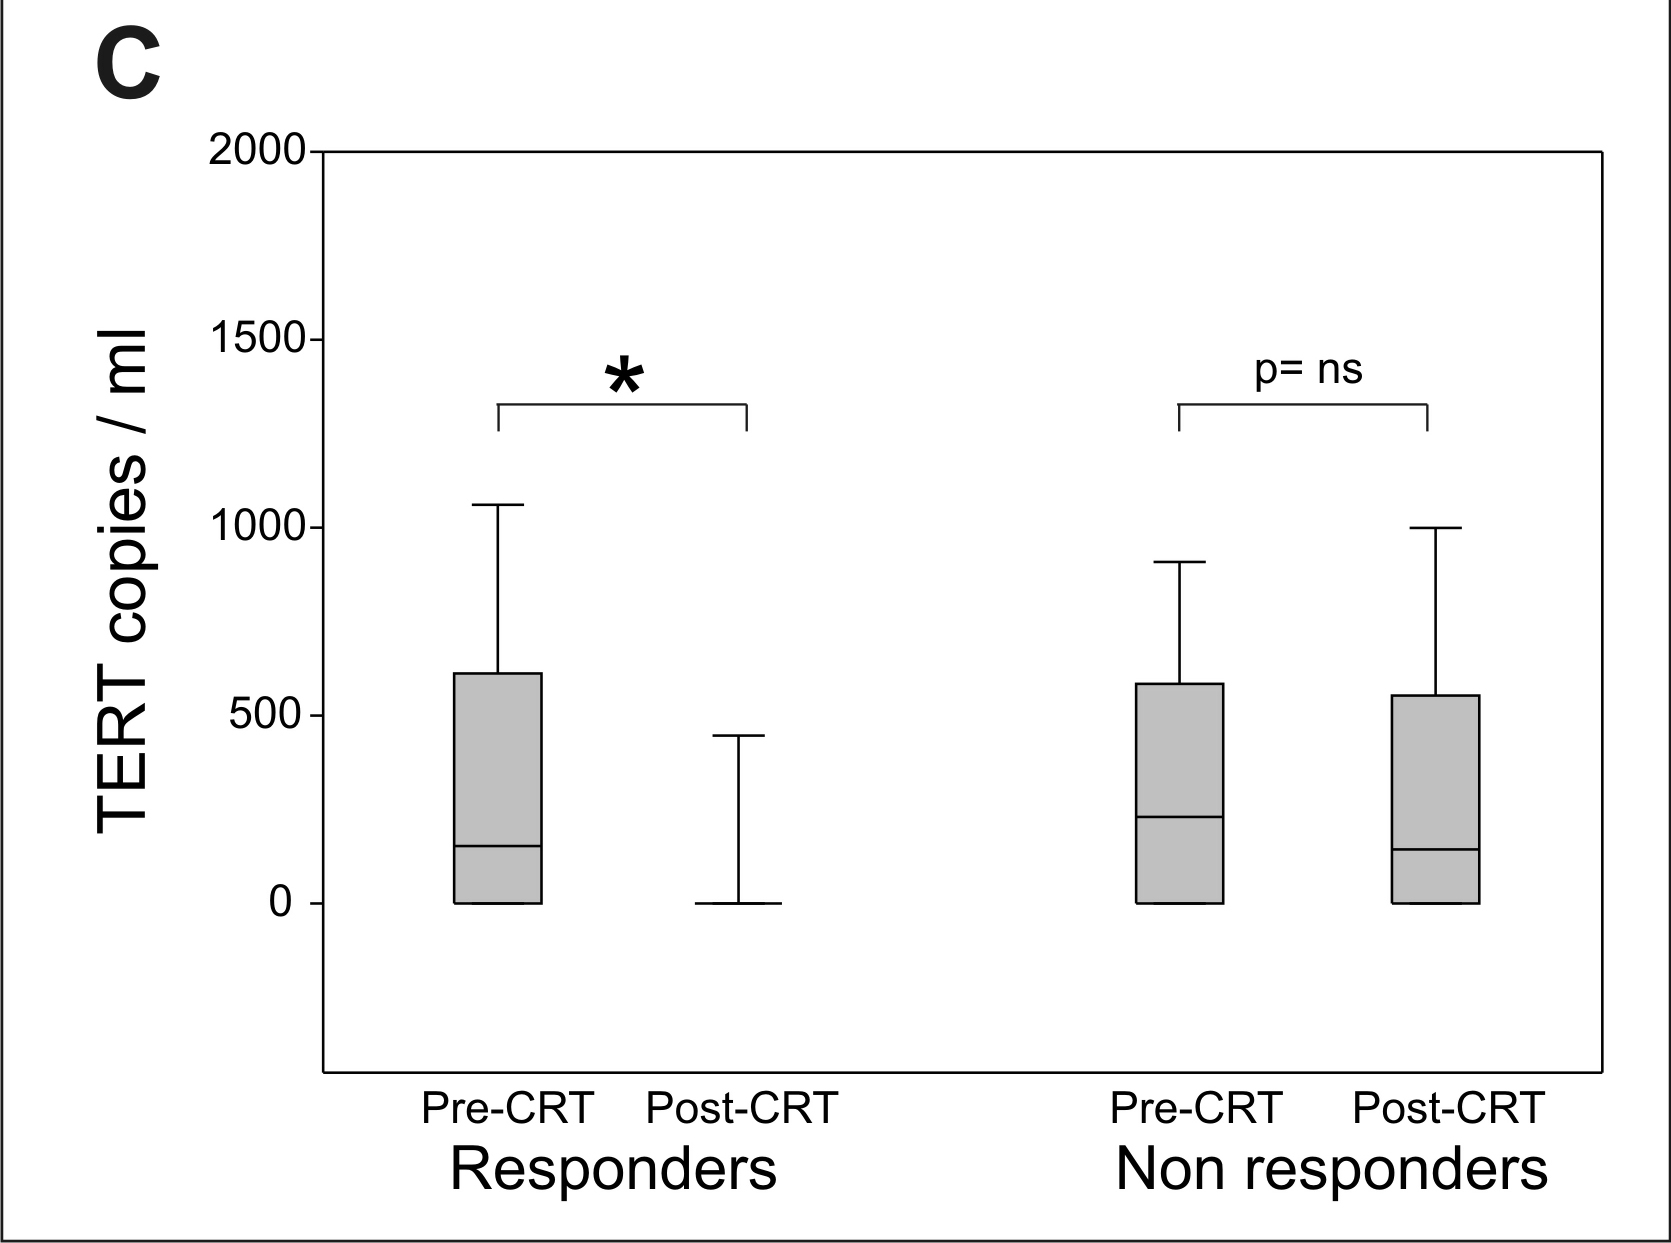 C
2000
1500
1000
500
0
TERT copies / ml
*
p= ns
Pre-CRT Post-CRT Pre-CRT Post-CRT
Responders Non responders